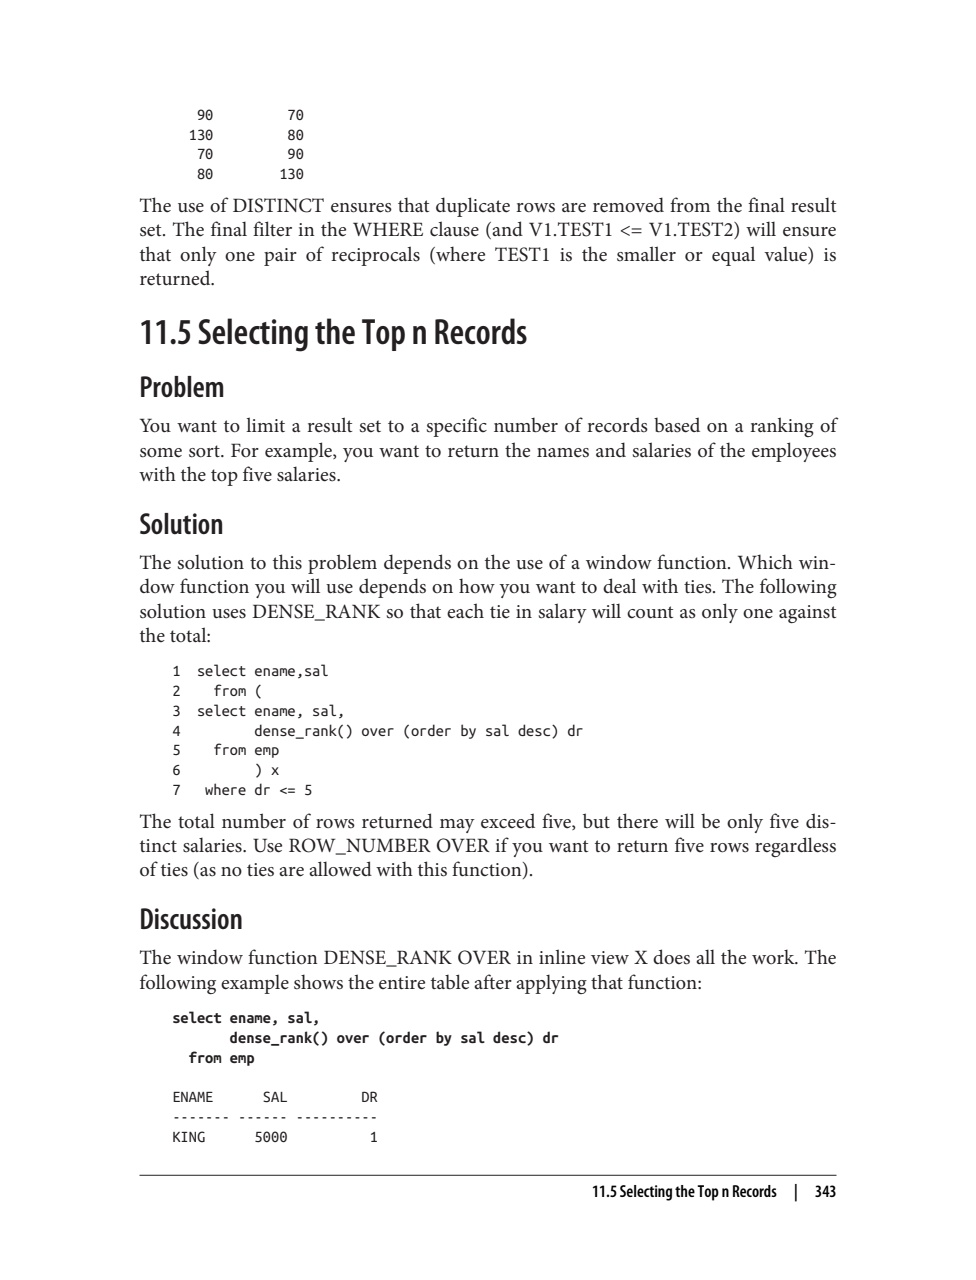 90 70
130 80
70 90
80 130
The use of DISTINCT ensures that duplicate rows are removed from the final result
set. The final filter in the WHERE clause (and V1.TEST1 <= V1.TEST2) will ensure
that only one pair of reciprocals (where TEST1 is the smaller or equal value) is
returned.
11.5 Selecting the Top n Records
Problem
You want to limit a result set to a specific number of records based on a ranking of
some sort. For example, you want to return the names and salaries of the employees
with the top five salaries.
Solution
The solution to this problem depends on the use of a window function. Which win-
dow function you will use depends on how you want to deal with ties. The following
solution uses DENSE_RANK so that each tie in salary will count as only one against
the total:
1 select ename,sal
2 from (
3 select ename, sal,
4 dense_rank() over (order by sal desc) dr
5 from emp
6 ) x
7 where dr <= 5
The total number of rows returned may exceed five, but there will be only five dis-
tinct salaries. Use ROW_NUMBER OVER if you want to return five rows regardless
of ties (as no ties are allowed with this function).
Discussion
The window function DENSE_RANK OVER in inline view X does all the work. The
following example shows the entire table after applying that function:
select ename, sal,
dense_rank() over (order by sal desc) dr
from emp
ENAME SAL DR
------- ------ ----------
KING 5000 1
11.5 Selecting the Top n Records | 343